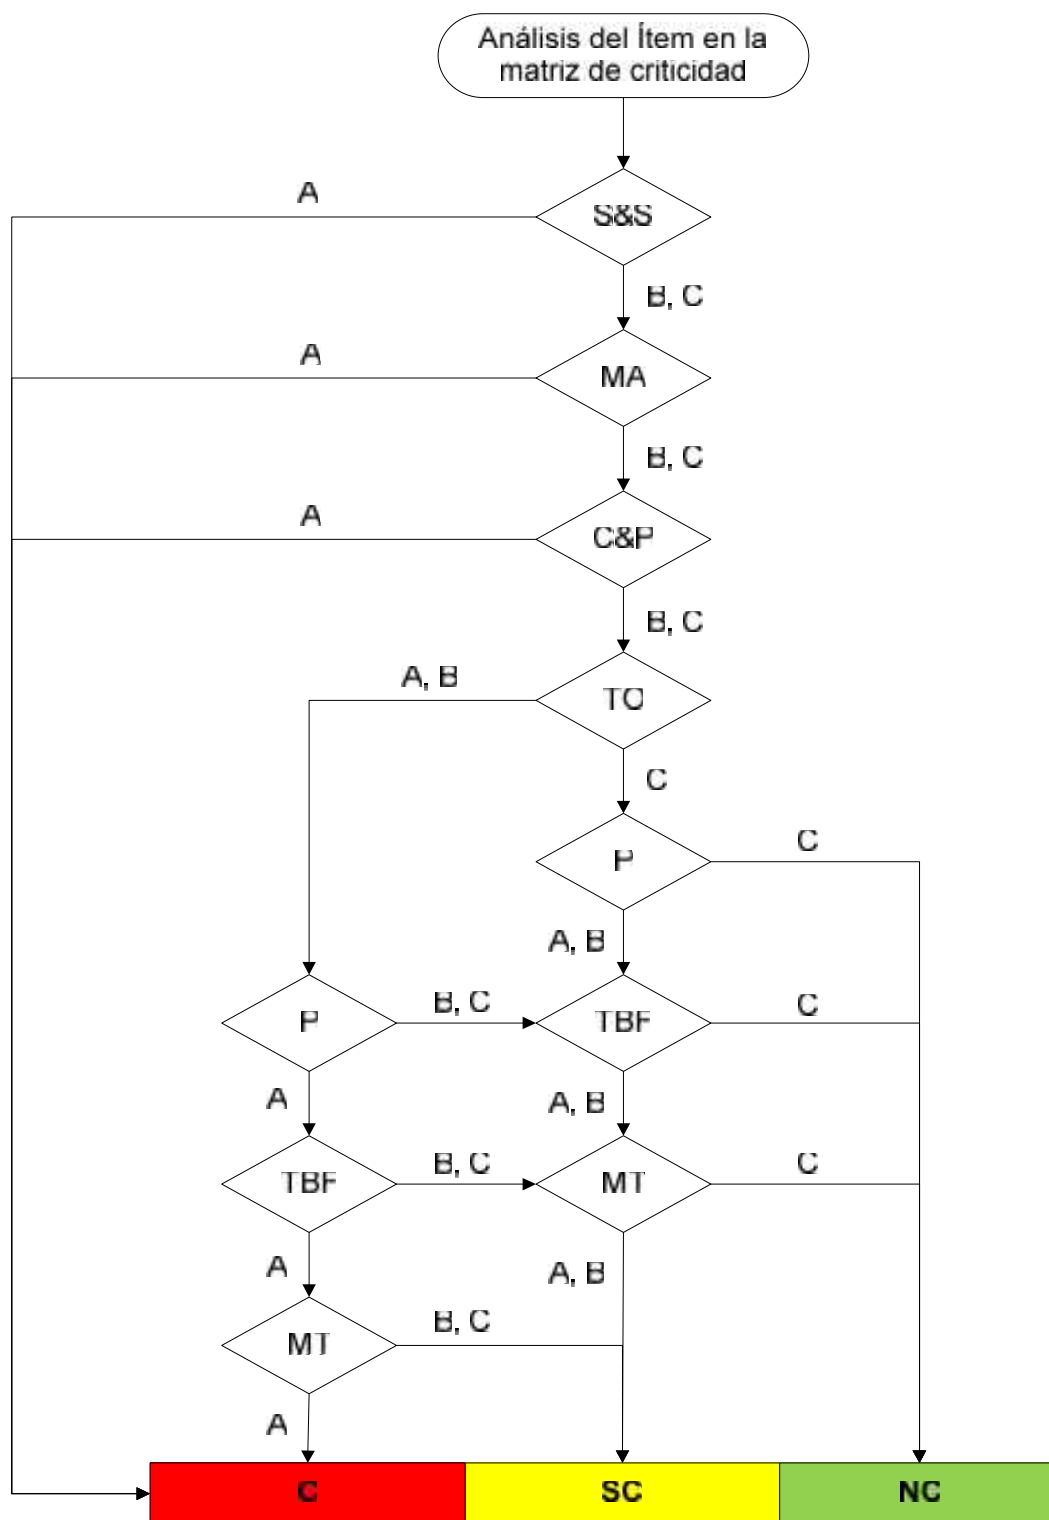 Análisis del Ítem en la
matriz de criticidad
A
S&S
B, C
A
MA
B, C
A
C&P
B, C
A, B
TO
C
P
C
A, B
P
B, C
TBF
C
A
A, B
TBF
B, C
MT
C
A
A, B
MT
B, C
A
C
SC
NC